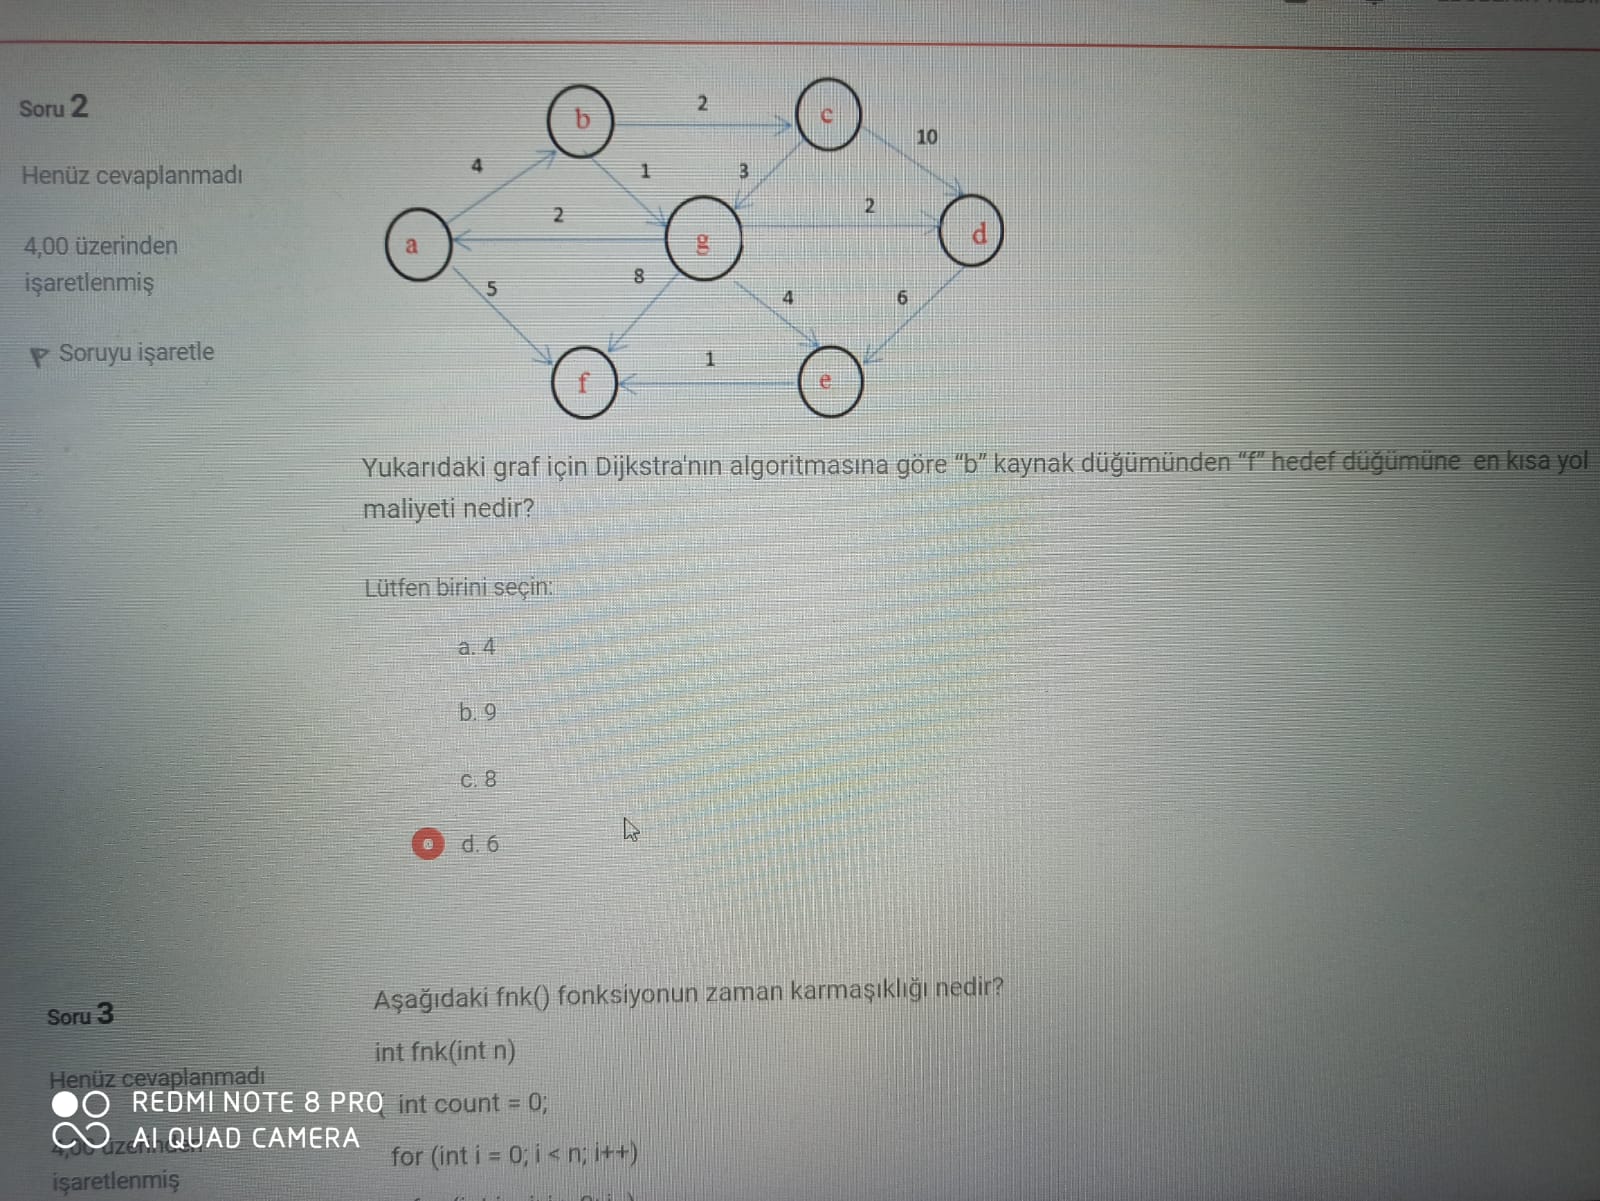 Soru 2
Henüz cevaplanmadı
4,00 üzerinden
işaretlenmiş
Soruyu işaretle
b
2
c
10
4
1
3
2
2
a
g
d
5
8
4
6
1
f
e
Yukarıdaki graf için Dijkstra'nın algoritmasına göre “b” kaynak düğümünden “f” hedef düğümüne en kısa yol
maliyeti nedir?
Lütfen birini seçin:
a. 4
b. 9
c. 8
d. 6
Soru 3
Henüz cevaplanmadı
4,00 üzerinden
işaretlenmiş
Aşağıdaki fnk() fonksiyonun zaman karmaşıklığı nedir?
int fnk(int n)
{ int count = 0;
for (int i = 0; i < n; i++)
REDMI NOTE 8 PRO
AI QUAD CAMERA